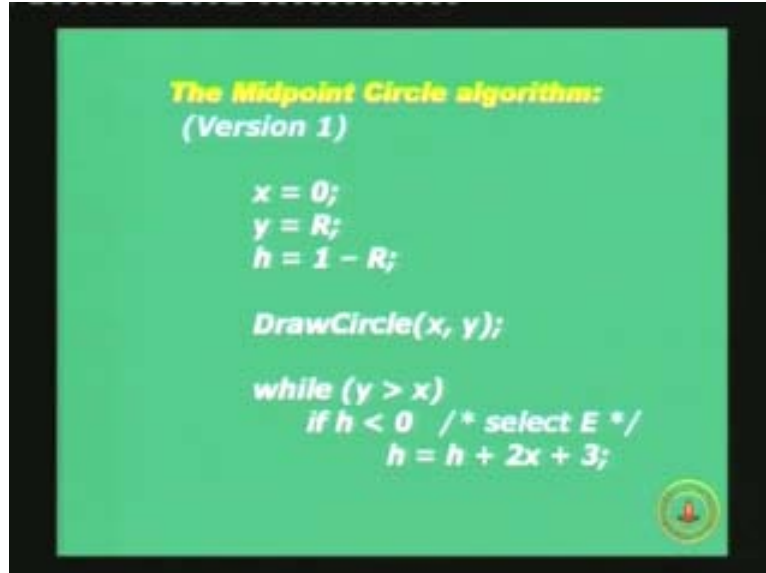 The Midpoint Circle algorithm:
(Version 1)
x = 0;
y = R;
h = 1 – R;
DrawCircle(x, y);
while (y > x)
if h < 0 /* select E */
h = h + 2x + 3;